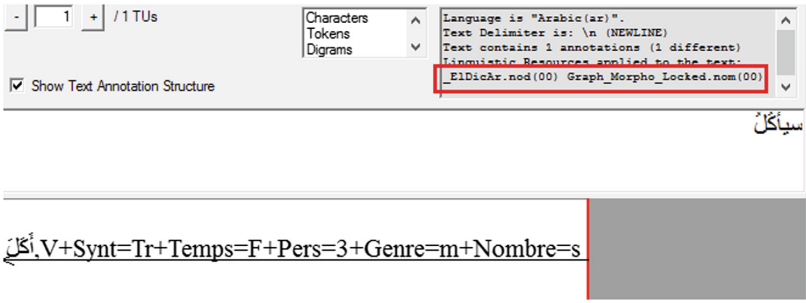 - 1 + / 1 TUs
Characters
Tokens
Digrams
Language is "Arabic(ar)".
Text Delimiter is: \n (NEWLINE)
Text contains 1 annotations (1 different)
Linguistic Resources applied to the text:
_ElDicAr.nod(00) Graph_Morpho_Locked.nom(00)
Show Text Annotation Structure
سيأكُلُ
أَكَلَ,V+Synt=Tr+Temps=F+Pers=3+Genre=m+Nombre=s